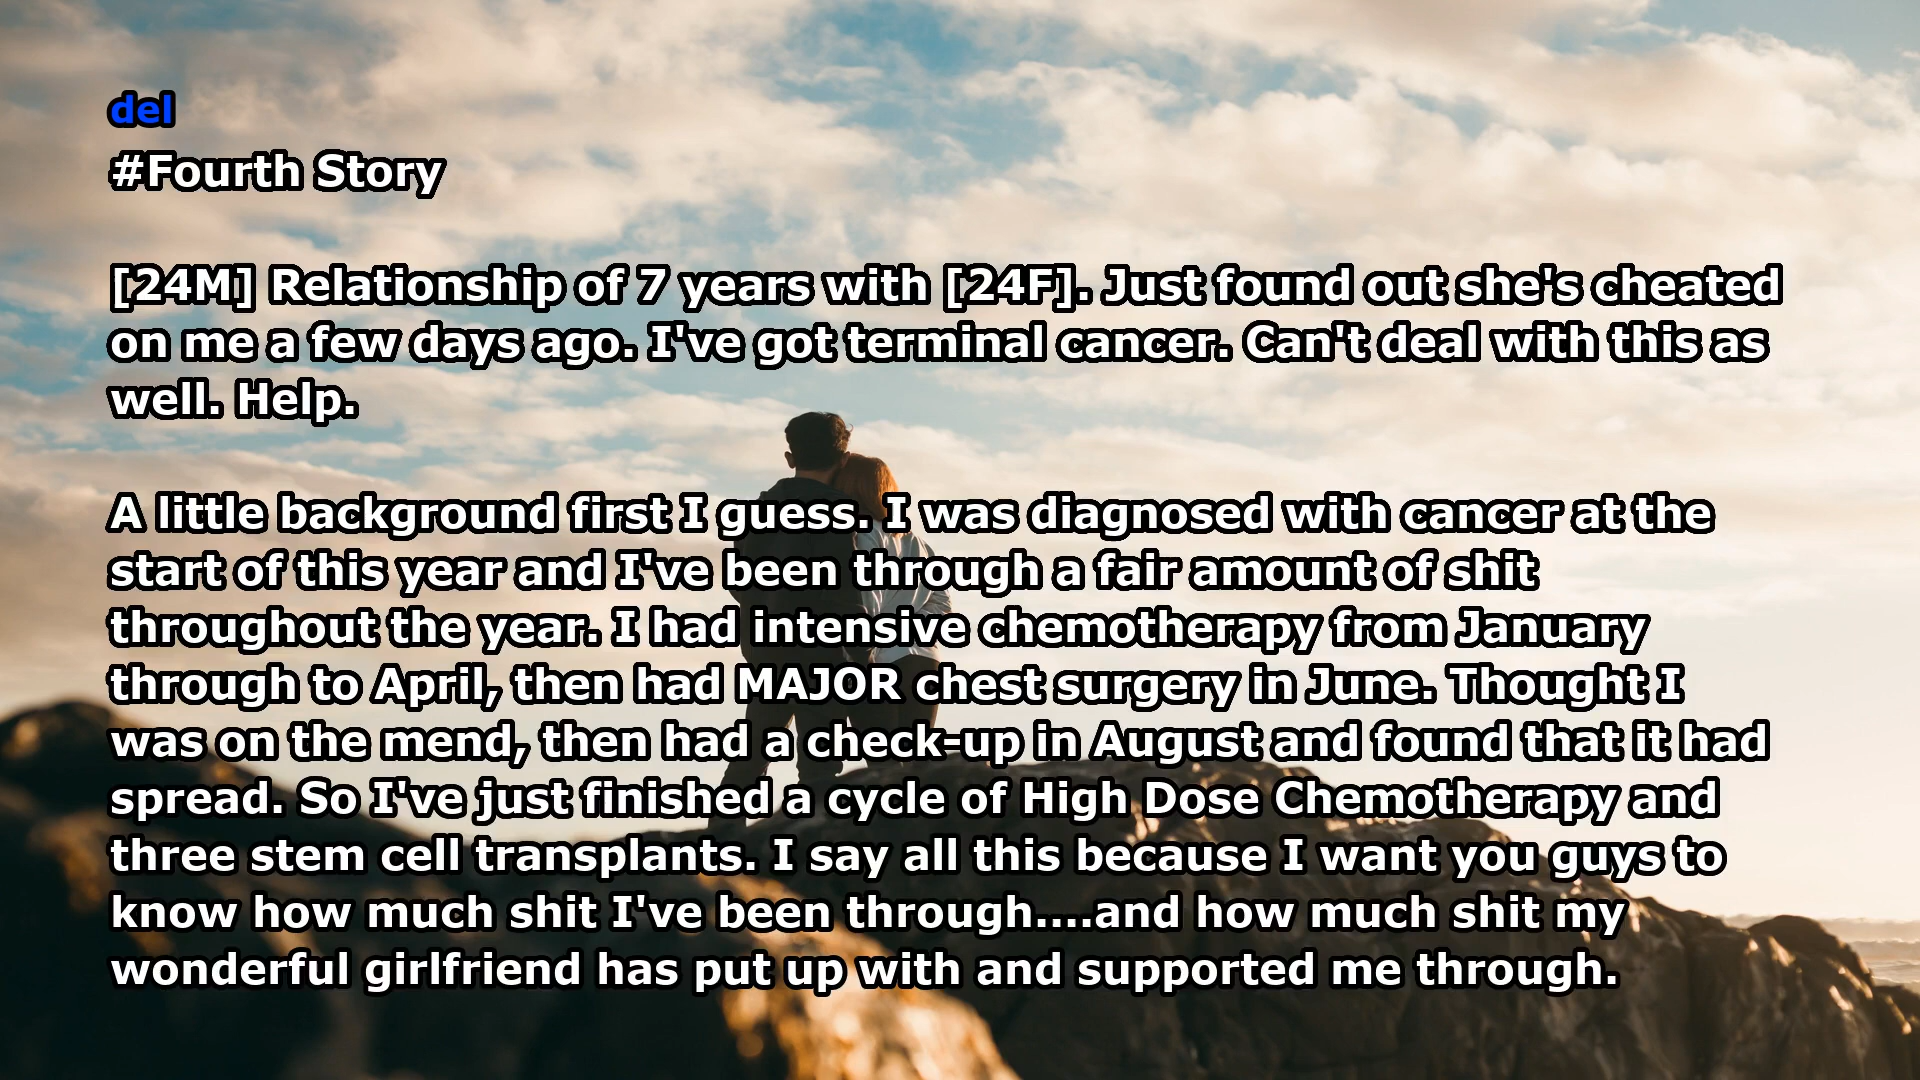 del
#Fourth Story
[24M] Relationship of 7 years with [24F]. Just found out she's cheated
on me a few days ago. I've got terminal cancer. Can't deal with this as
well. Help.
A little background first I guess. I was diagnosed with cancer at the
start of this year and I've been through a fair amount of shit
throughout the year. I had intensive chemotherapy from January
through to April, then had MAJOR chest surgery in June. Thought I
was on the mend, then had a check-up in August and found that it had
spread. So I've just finished a cycle of High Dose Chemotherapy and
three stem cell transplants. I say all this because I want you guys to
know how much shit I've been through....and how much shit my
wonderful girlfriend has put up with and supported me through.